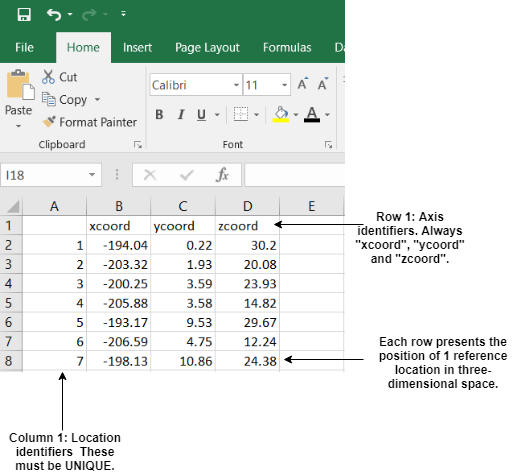 File Home Insert Page Layout Formulas
Cut
Copy
Format Painter
Paste
Clipboard
Calibri 11 A A
B I U A
Font
I18 fx
A B C D E
1 xcoord ycoord zcoord
2 1 -194.04 0.22 30.2
3 2 -203.32 1.93 20.08
4 3 -200.25 3.59 23.93
5 4 -205.88 3.58 14.82
6 5 -193.17 9.53 29.67
7 6 -206.59 4.75 12.24
8 7 -198.13 10.86 24.38
Row 1: Axis
identifiers. Always
"xcoord", "ycoord"
and "zcoord".
Each row presents the
position of 1 reference
location in three-
dimensional space.
Column 1: Location
identifiers These
must be UNIQUE.